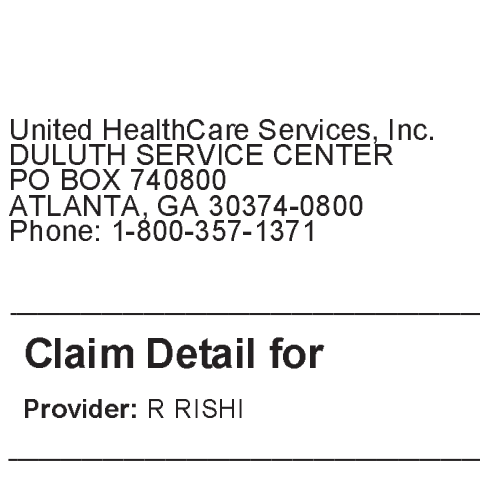 United HealthCare Services, Inc.
DULUTH SERVICE CENTER
PO BOX 740800
ATLANTA, GA 30374-0800
Phone: 1-800-357-1371
Claim Detail for
Provider: R RISHI